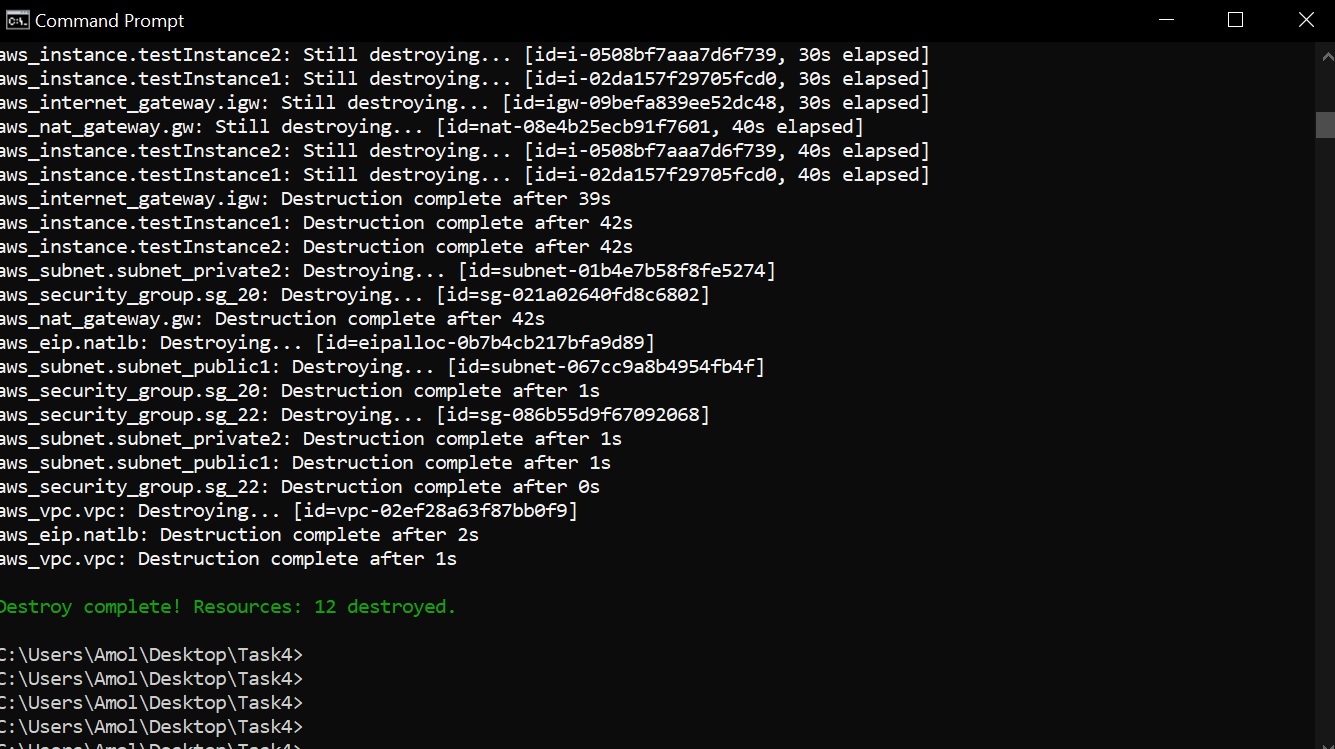 Command Prompt
aws_instance.testInstance2: Still destroying... [id=i-0508bf7aaa7d6f739, 30s elapsed]
aws_instance.testInstance1: Still destroying... [id=i-02da157f29705fcd0, 30s elapsed]
aws_internet_gateway.igw: Still destroying... [id=igw-09befa839ee52dc48, 30s elapsed]
aws_nat_gateway.gw: Still destroying... [id=nat-08e4b25ecb91f7601, 40s elapsed]
aws_instance.testInstance2: Still destroying... [id=i-0508bf7aaa7d6f739, 40s elapsed]
aws_instance.testInstance1: Still destroying... [id=i-02da157f29705fcd0, 40s elapsed]
aws_internet_gateway.igw: Destruction complete after 39s
aws_instance.testInstance1: Destruction complete after 42s
aws_instance.testInstance2: Destruction complete after 42s
aws_subnet.subnet_private2: Destroying... [id=subnet-01b4e7b58f8fe5274]
aws_security_group.sg_20: Destroying... [id=sg-021a02640fd8c6802]
aws_nat_gateway.gw: Destruction complete after 42s
aws_eip.natlb: Destroying... [id=eipalloc-0b7b4cb217bfa9d89]
aws_subnet.subnet_public1: Destroying... [id=subnet-067cc9a8b4954fb4f]
aws_security_group.sg_20: Destruction complete after 1s
aws_security_group.sg_22: Destroying... [id=sg-086b55d9f67092068]
aws_subnet.subnet_private2: Destruction complete after 1s
aws_subnet.subnet_public1: Destruction complete after 1s
aws_security_group.sg_22: Destruction complete after 0s
aws_vpc.vpc: Destroying... [id=vpc-02ef28a63f87bb0f9]
aws_eip.natlb: Destruction complete after 2s
aws_vpc.vpc: Destruction complete after 1s
Destroy complete! Resources: 12 destroyed.
C:\Users\Amol\Desktop\Task4>
C:\Users\Amol\Desktop\Task4>
C:\Users\Amol\Desktop\Task4>
C:\Users\Amol\Desktop\Task4>
C:\Users\Amol\Desktop\Task4>